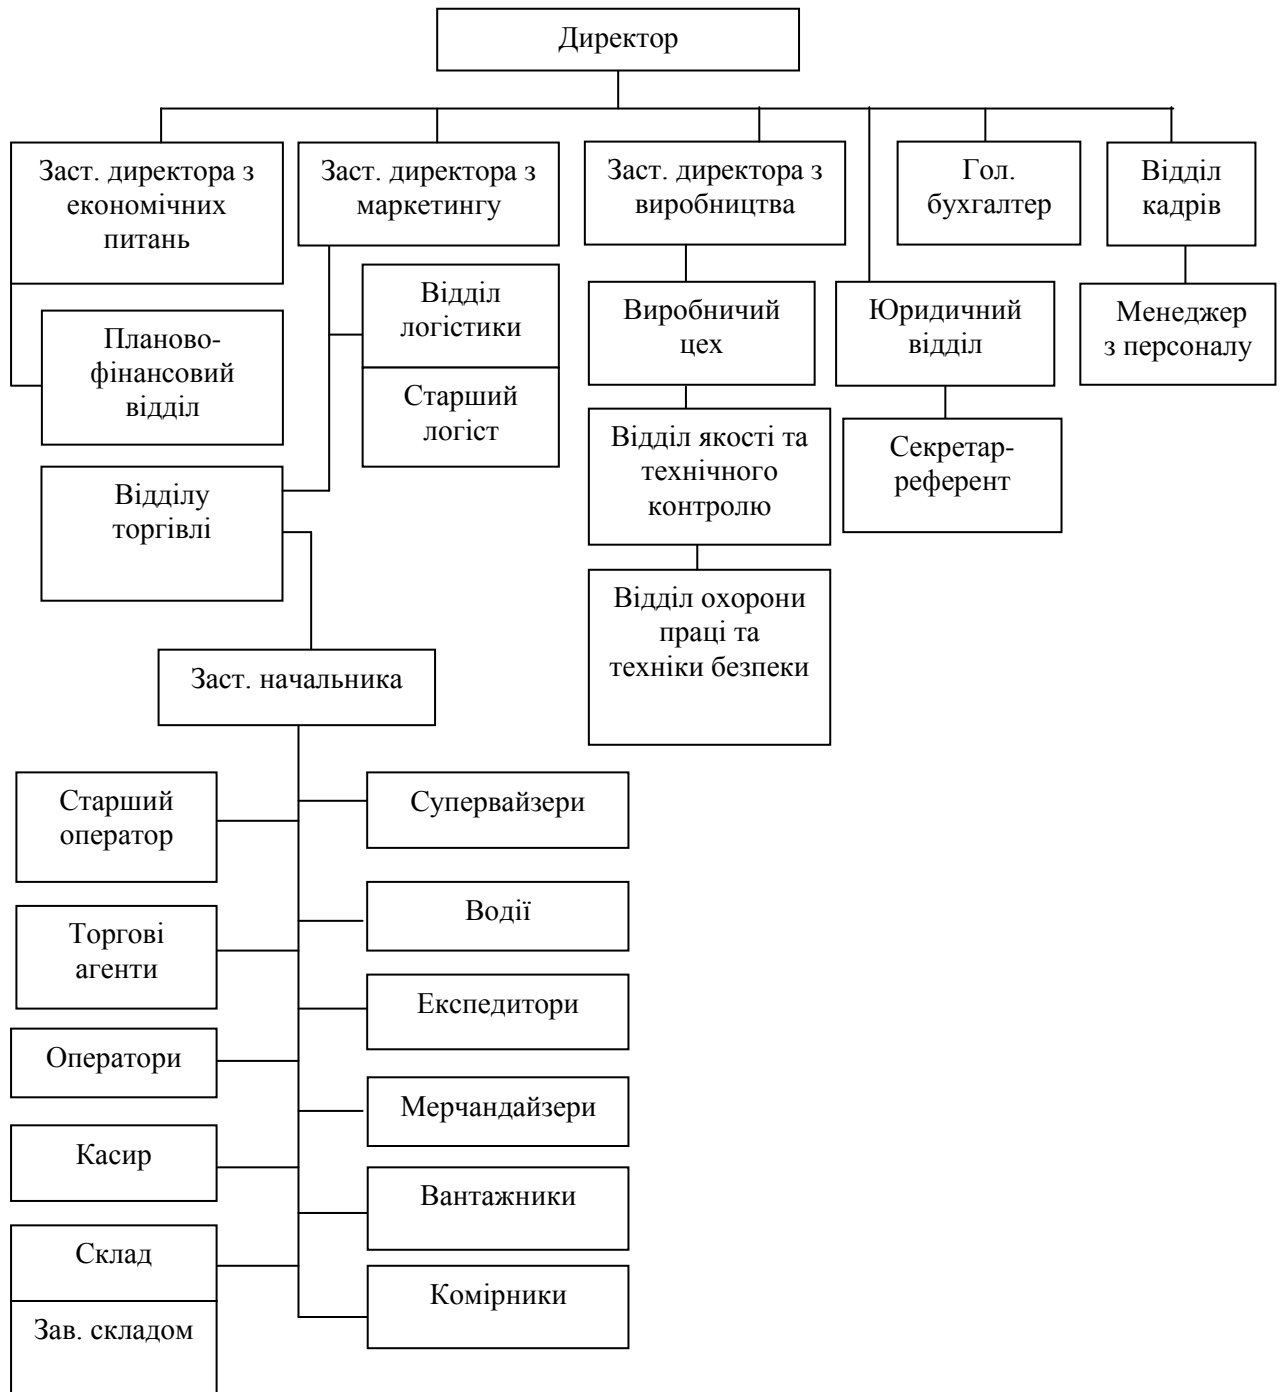 Директор
Заст. директора з
економічних
питань
Заст. директора з
маркетингу
Заст. директора з
виробництва
Гол.
бухгалтер
Відділ
кадрів
Відділ
логістики
Старший
логіст
Виробничий
цех
Юридичний
відділ
Менеджер
з персоналу
Планово-
фінансовий
відділ
Відділ якості та
технічного
контролю
Секретар-
референт
Відділу
торгівлі
Відділ охорони
праці та
техніки безпеки
Заст. начальника
Старший
оператор
Супервайзери
Торгові
агенти
Водії
Оператори
Експедитори
Касир
Мерчандайзери
Склад
Вантажники
Зав. складом
Комірники